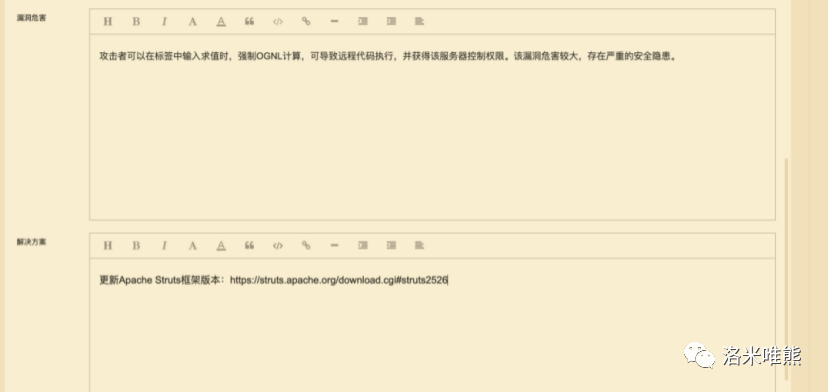 漏洞危害
H B I A A
攻击者可以在标签中输入求值时，强制OGNL计算，可导致远程代码执行，并获得该服务器控制权限。该漏洞危害较大，存在严重的安全隐患。
解决方案
H B I A A
更新Apache Struts框架版本：https://struts.apache.org/download.cgi#struts2526
洛米唯熊